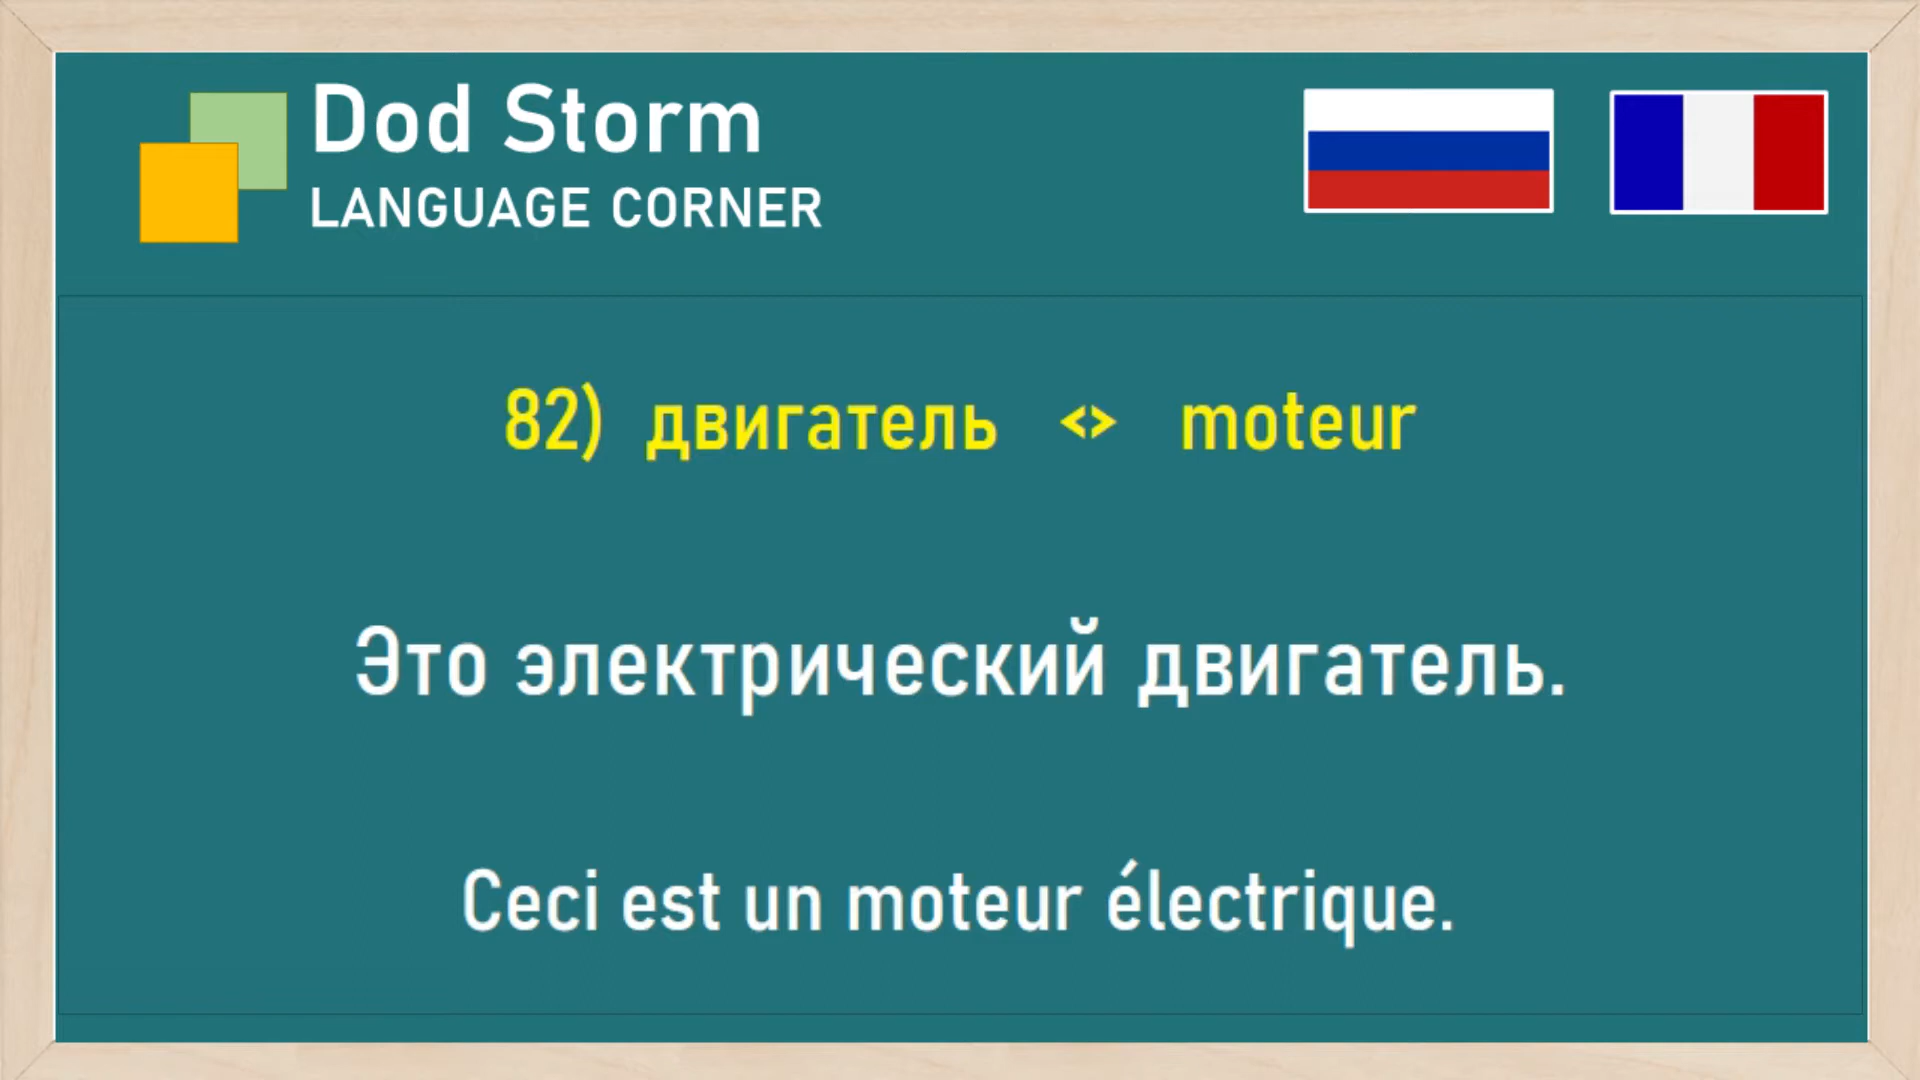 Dod Storm
LANGUAGE CORNER
82) двигатель <> moteur
Это электрический двигатель.
Ceci est un moteur électrique.